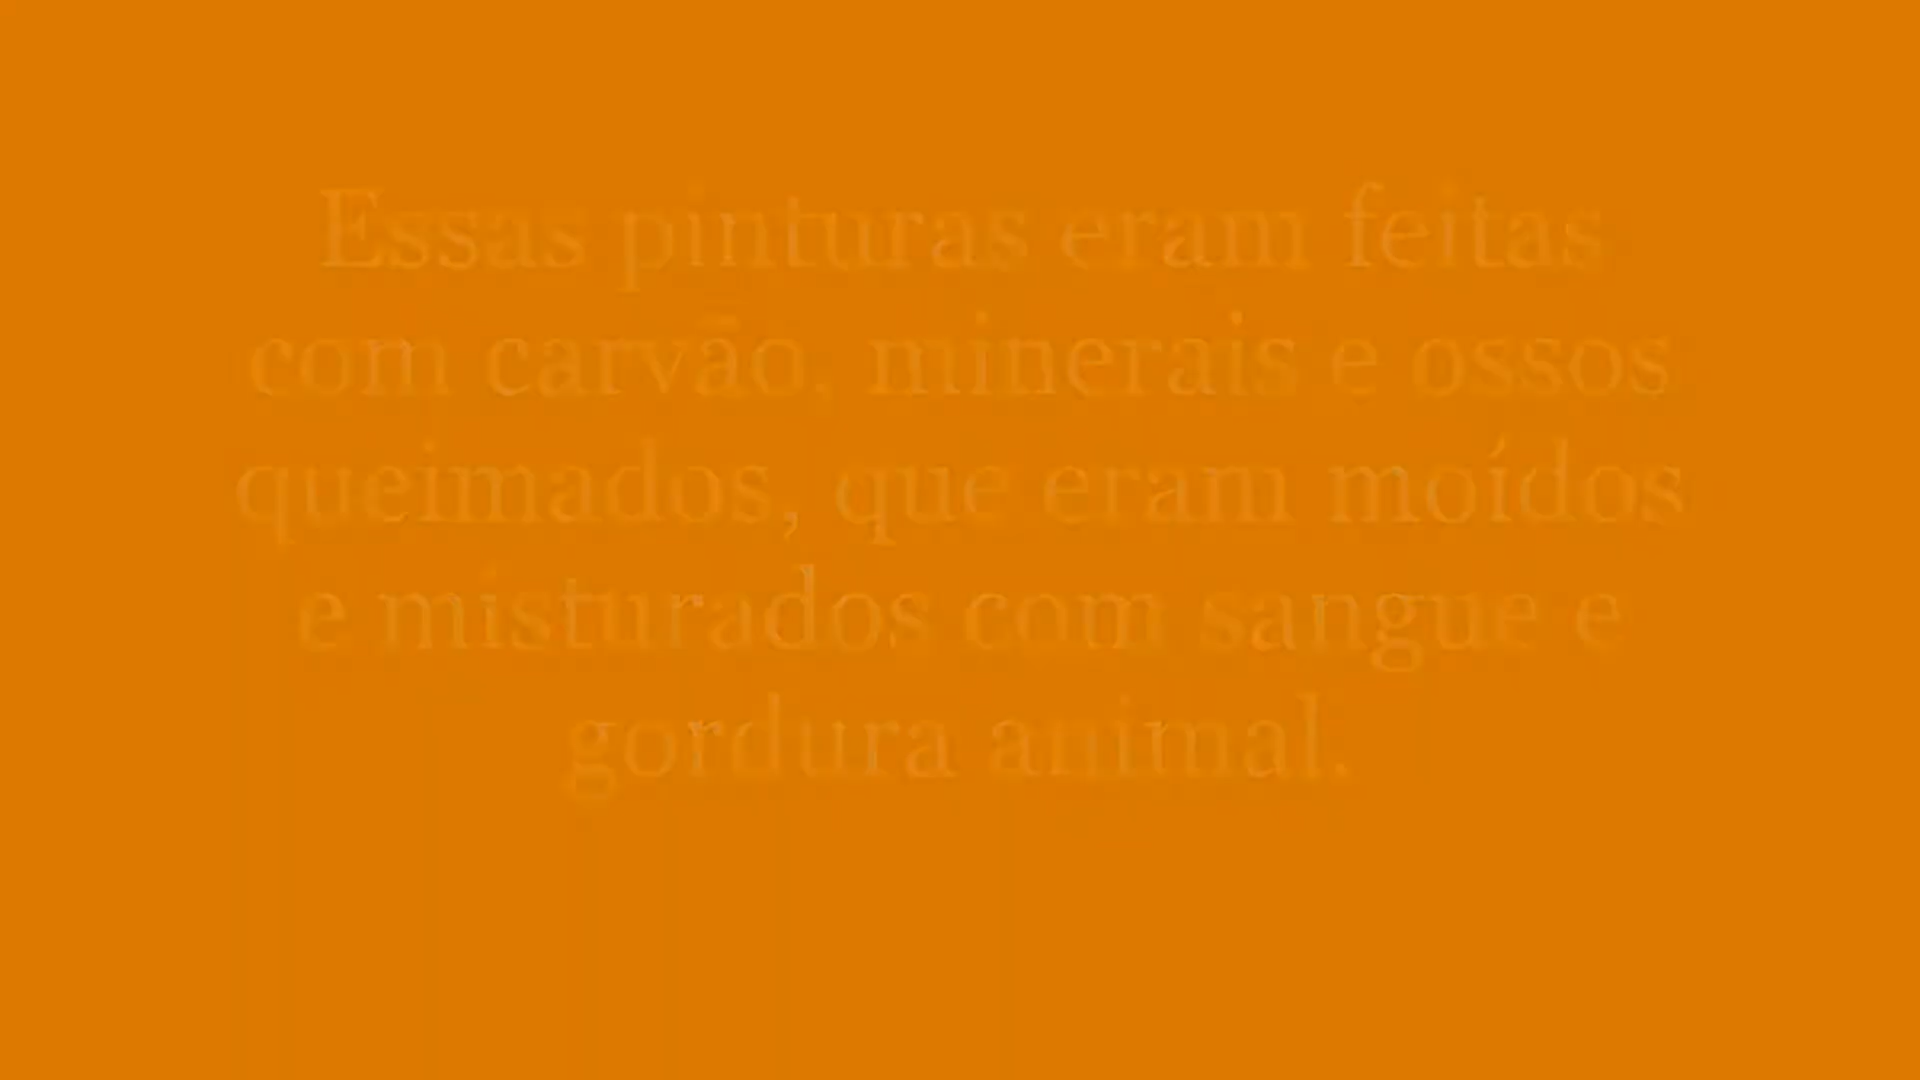 Essas pinturas eram feitas
com carvão, minerais e ossos
queimados, que eram moídos
e misturados com sangue e
gordura animal.